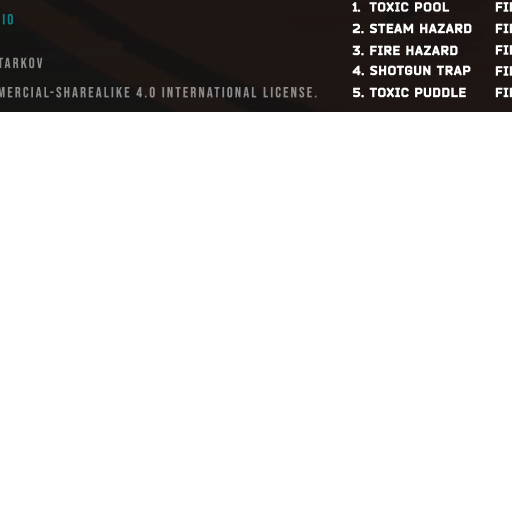 IO
TARKOV
MERCIAL-SHAREALIKE 4.0 INTERNATIONAL LICENSE.
1. TOXIC POOL
2. STEAM HAZARD
3. FIRE HAZARD
4. SHOTGUN TRAP
5. TOXIC PUDDLE